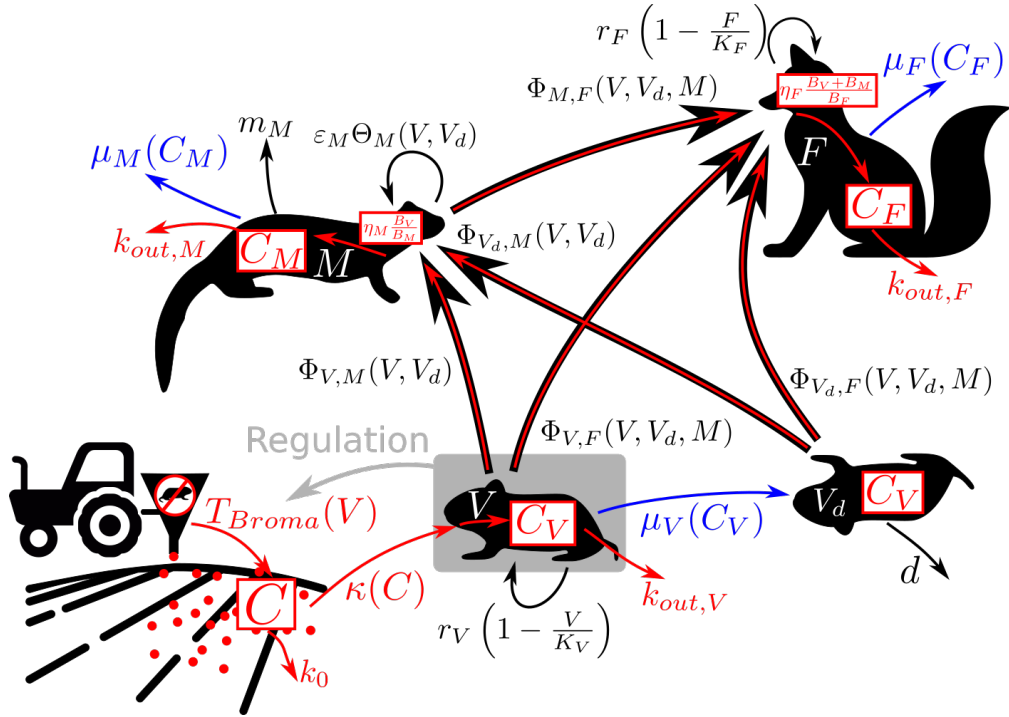 r_F (1 - F/K_F)
μ_F(C_F)
Φ_{M,F}(V, V_d, M)
η_F (B_V+B_M)/B_F
m_M
ε_MΘ_M(V, V_d)
F
μ_M(C_M)
C_F
η_M B_V/B_M
k_{out,M}
C_M
M
Φ_{V_d,M}(V, V_d)
k_{out,F}
Φ_{V,M}(V, V_d)
Φ_{V_d,F}(V, V_d, M)
Regulation
Φ_{V,F}(V, V_d, M)
T_{Broma}(V)
V
C_V
μ_V(C_V)
V_d
C_V
κ(C)
d
C
k_{out,V}
r_V (1 - V/K_V)
k_0